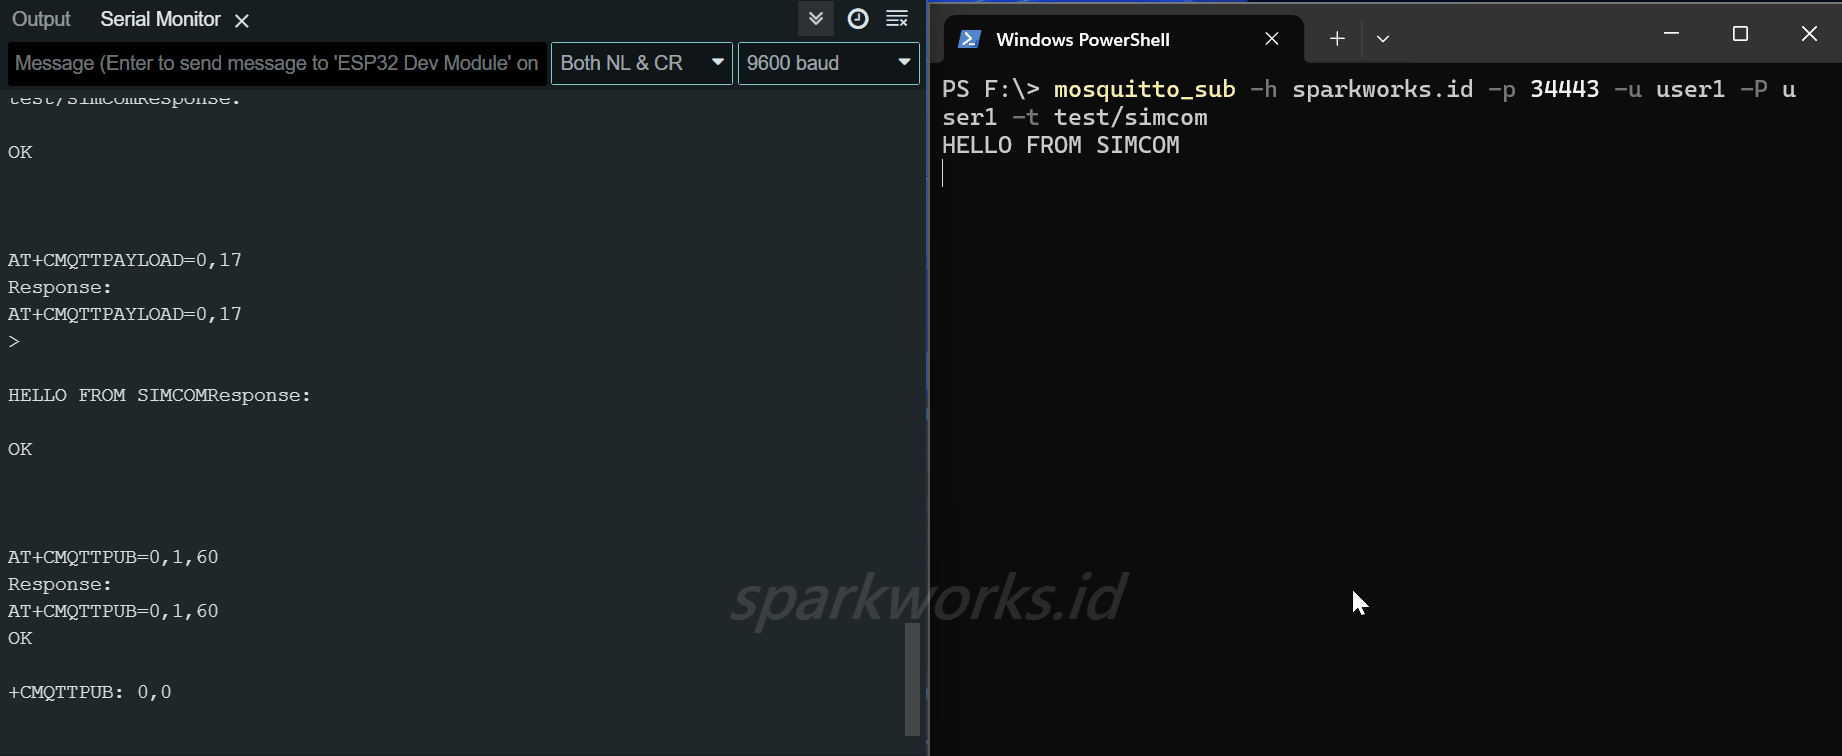 Output Serial Monitor
Message (Enter to send message to 'ESP32 Dev Module' on
Both NL & CR
9600 baud
test/simcomResponse:
OK
AT+CMQTTPAYLOAD=0,17
Response:
AT+CMQTTPAYLOAD=0,17
>
HELLO FROM SIMCOMResponse:
OK
AT+CMQTTPUB=0,1,60
Response:
AT+CMQTTPUB=0,1,60
OK
+CMQTTPUB: 0,0
Windows PowerShell
PS F:\> mosquitto_sub -h sparkworks.id -p 34443 -u user1 -P u
ser1 -t test/simcom
HELLO FROM SIMCOM
sparkworks.id